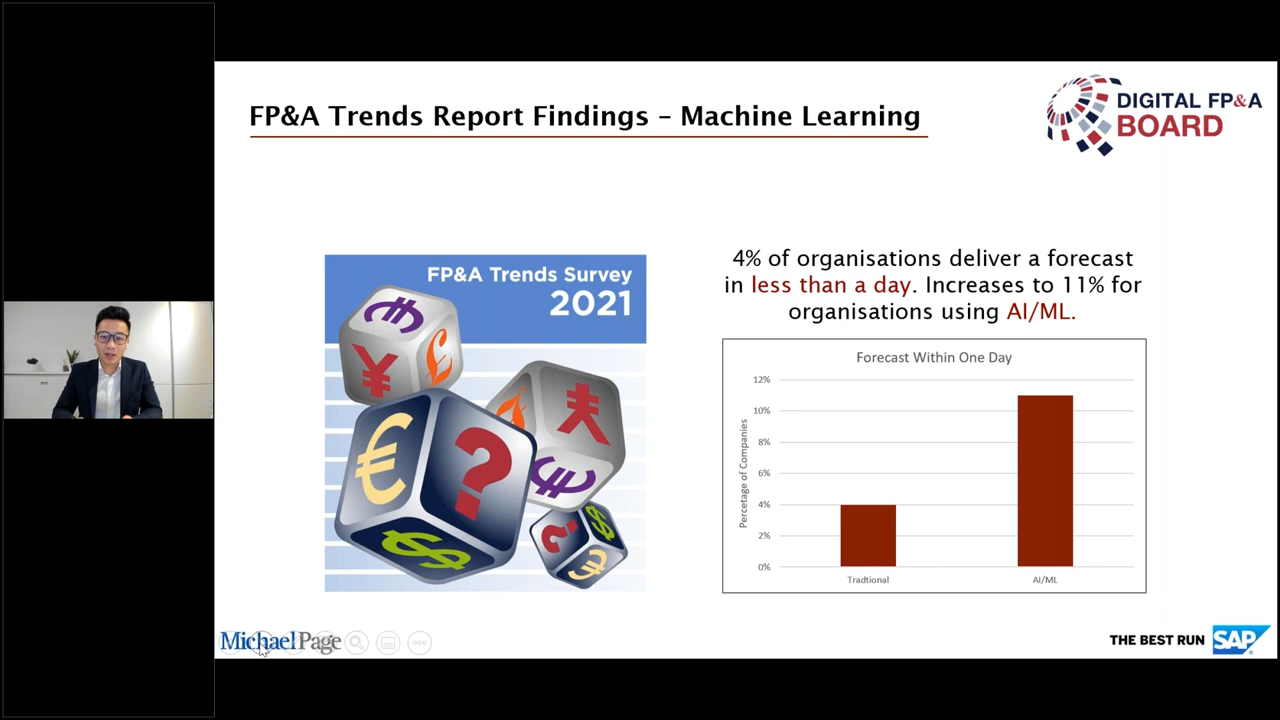 FP&A Trends Report Findings – Machine Learning
DIGITAL FP&A
BOARD
FP&A Trends Survey
2021
4% of organisations deliver a forecast
in less than a day. Increases to 11% for
organisations using AI/ML.
Forecast Within One Day
Percetage of Companies
12%
10%
8%
6%
4%
2%
0%
Tradtional
AI/ML
MichaelPage
THE BEST RUN
SAP